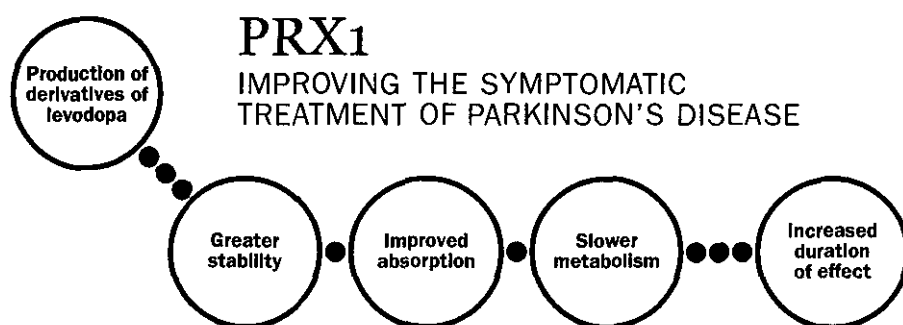 PRX1
IMPROVING THE SYMPTOMATIC
TREATMENT OF PARKINSON'S DISEASE
Production of
derivatives of
levodopa
Greater
stability
Improved
absorption
Slower
metabolism
Increased
duration
of effect